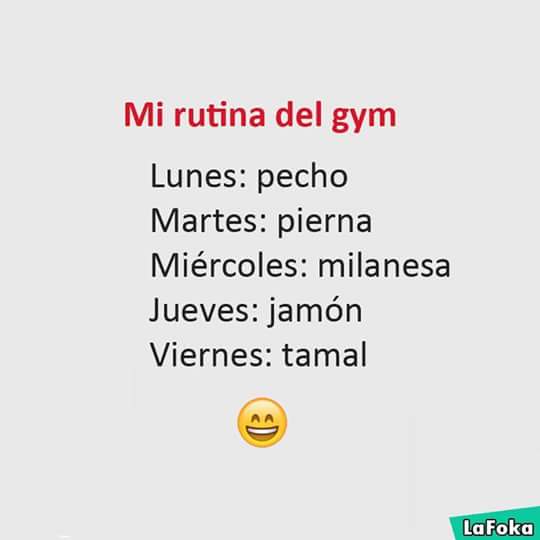 Mi rutina del gym
Lunes: pecho
Martes: pierna
Miércoles: milanesa
Jueves: jamón
Viernes: tamal
LaFoka